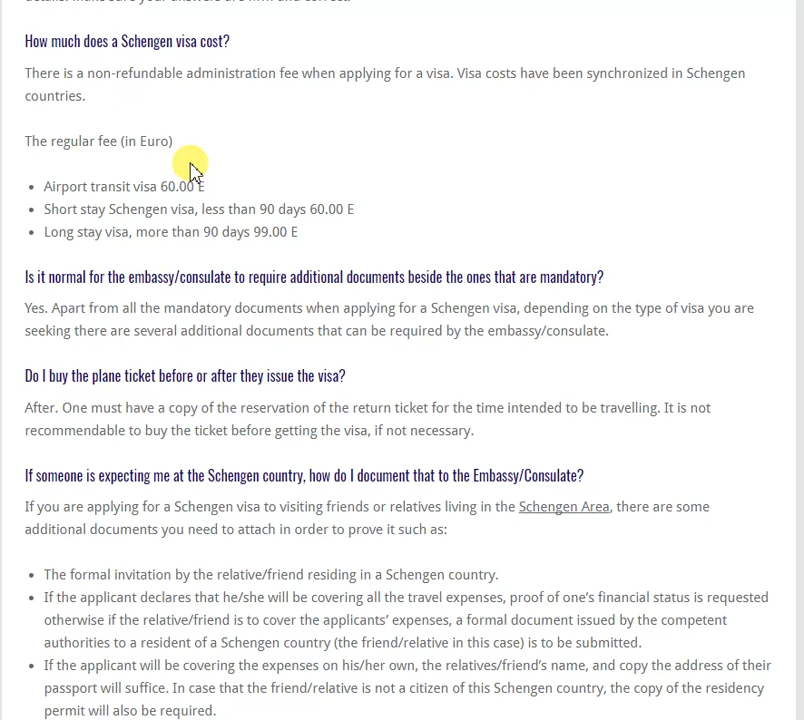 How much does a Schengen visa cost?
There is a non-refundable administration fee when applying for a visa. Visa costs have been synchronized in Schengen
countries.
The regular fee (in Euro)
Airport transit visa 60.00 E
Short stay Schengen visa, less than 90 days 60.00 E
Long stay visa, more than 90 days 99.00 E
Is it normal for the embassy/consulate to require additional documents beside the ones that are mandatory?
Yes. Apart from all the mandatory documents when applying for a Schengen visa, depending on the type of visa you are
seeking there are several additional documents that can be required by the embassy/consulate.
Do I buy the plane ticket before or after they issue the visa?
After. One must have a copy of the reservation of the return ticket for the time intended to be travelling. It is not
recommendable to buy the ticket before getting the visa, if not necessary.
If someone is expecting me at the Schengen country, how do I document that to the Embassy/Consulate?
If you are applying for a Schengen visa to visiting friends or relatives living in the Schengen Area, there are some
additional documents you need to attach in order to prove it such as:
The formal invitation by the relative/friend residing in a Schengen country.
If the applicant declares that he/she will be covering all the travel expenses, proof of one's financial status is requested
otherwise if the relative/friend is to cover the applicants' expenses, a formal document issued by the competent
authorities to a resident of a Schengen country (the friend/relative in this case) is to be submitted.
If the applicant will be covering the expenses on his/her own, the relatives/friend's name, and copy the address of their
passport will suffice. In case that the friend/relative is not a citizen of this Schengen country, the copy of the residency
permit will also be required.